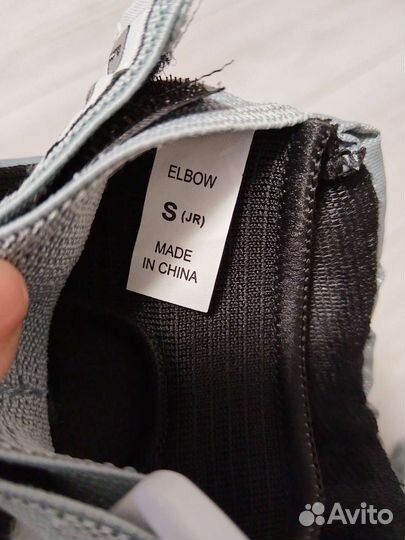 ELBOW
S (JR)
MADE
IN CHINA
Avito